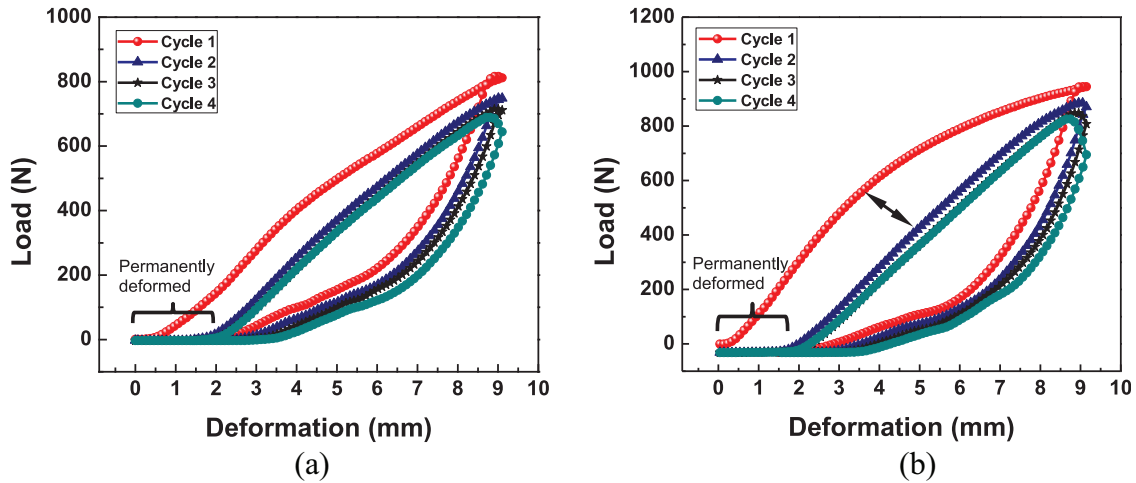 1000
800
600
400
200
0
Load (N)
Cycle 1
Cycle 2
Cycle 3
Cycle 4
Permanently
deformed
0 1 2 3 4 5 6 7 8 9 10
Deformation (mm)
(a)
1200
1000
800
600
400
200
0
Load (N)
Cycle 1
Cycle 2
Cycle 3
Cycle 4
Permanently
deformed
0 1 2 3 4 5 6 7 8 9 10
Deformation (mm)
(b)